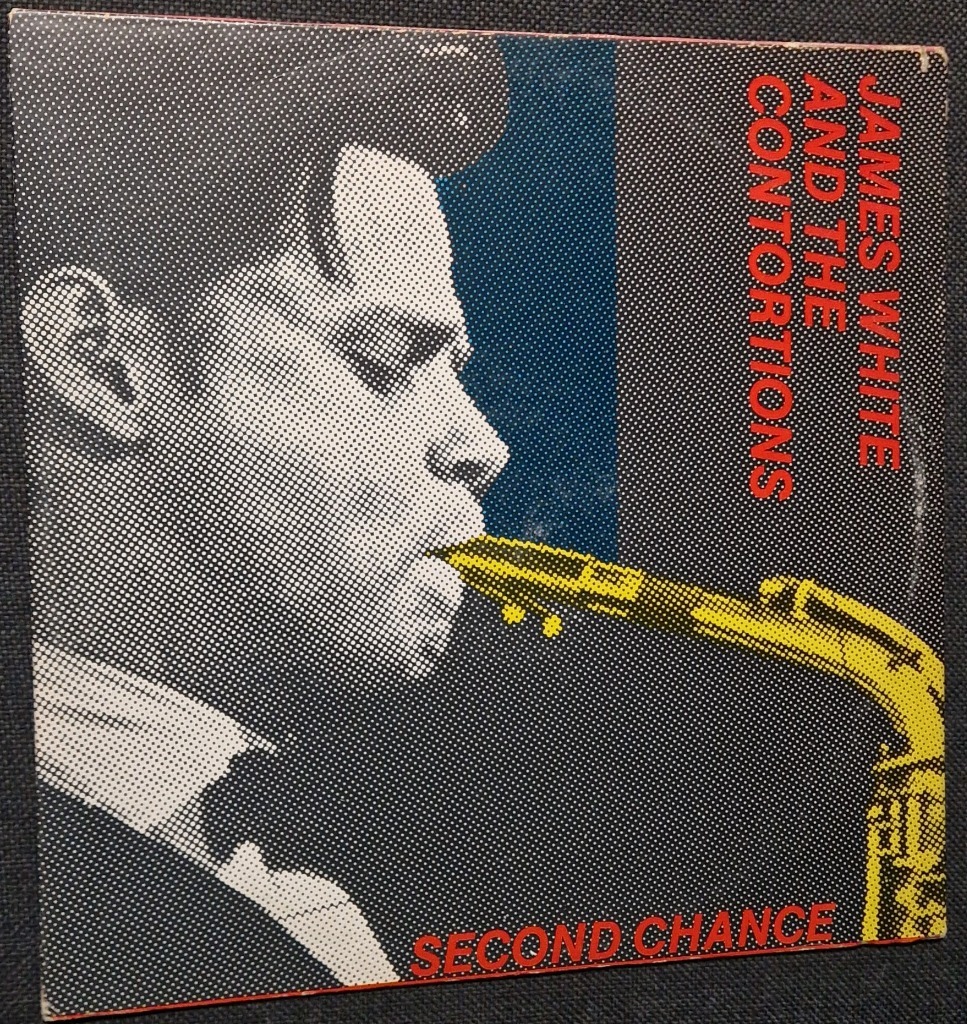 JAMES WHITE
AND THE
CONTORTIONS
SECOND CHANCE